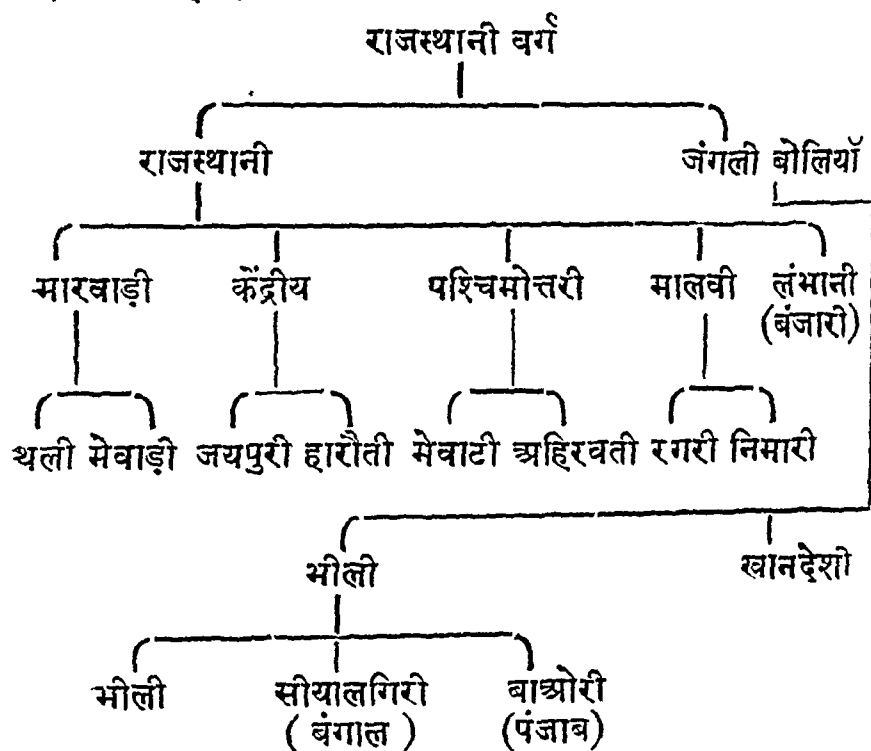 राजस्थानी वर्ग
राजस्थानी जंगली बोलियॉ
मारवाड़ी केंद्रीय पश्चिमोत्तरी मालवी लंभानी
(बंजारी)
थली मेवाड़ी जयपुरी हारौती मेवाटी अहिरवती रगरी निमारी
भीली खानदेशी
भीली सीयालगिरी बाओरी
( बंगाल ) (पंजाब)